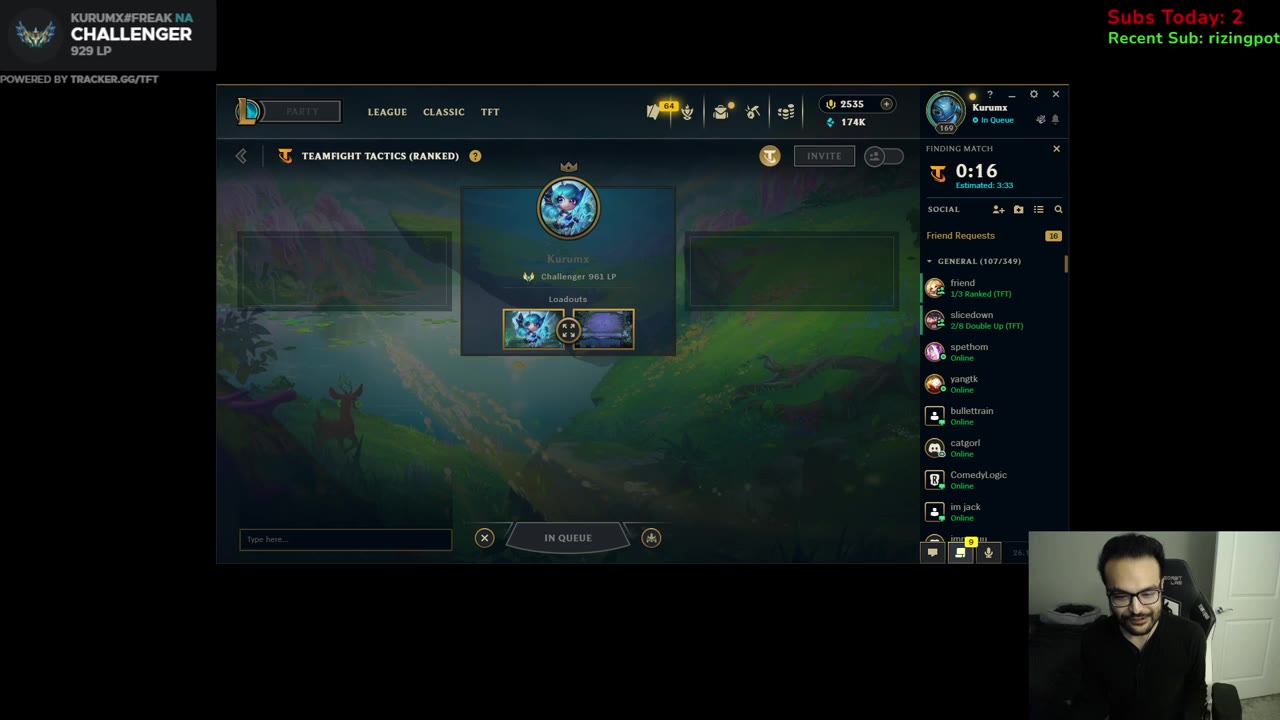 KURUMX#FREAK NA
CHALLENGER
929 LP
POWERED BY TRACKER.GG/TFT
Subs Today: 2
Recent Sub: rizingpot
PARTY
LEAGUE
CLASSIC
TFT
64
2535
174K
169
?
Kurumx
In Queue
TEAMFIGHT TACTICS (RANKED)
?
INVITE
FINDING MATCH
0:16
Estimated: 3:33
SOCIAL
Friend Requests
16
GENERAL (107/349)
friend
1/3 Ranked (TFT)
slicedown
2/8 Double Up (TFT)
spethom
Online
yangtk
Online
bullettrain
Online
catgorl
Online
ComedyLogic
Online
im jack
Online
9
Kurumx
Challenger 961 LP
Loadouts
Type here...
IN QUEUE